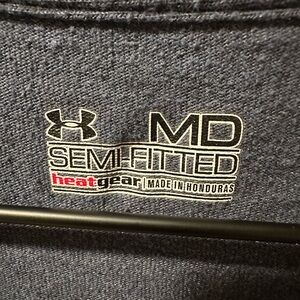 MD
SEMI-FITTED
heatgear | MADE IN HONDURAS